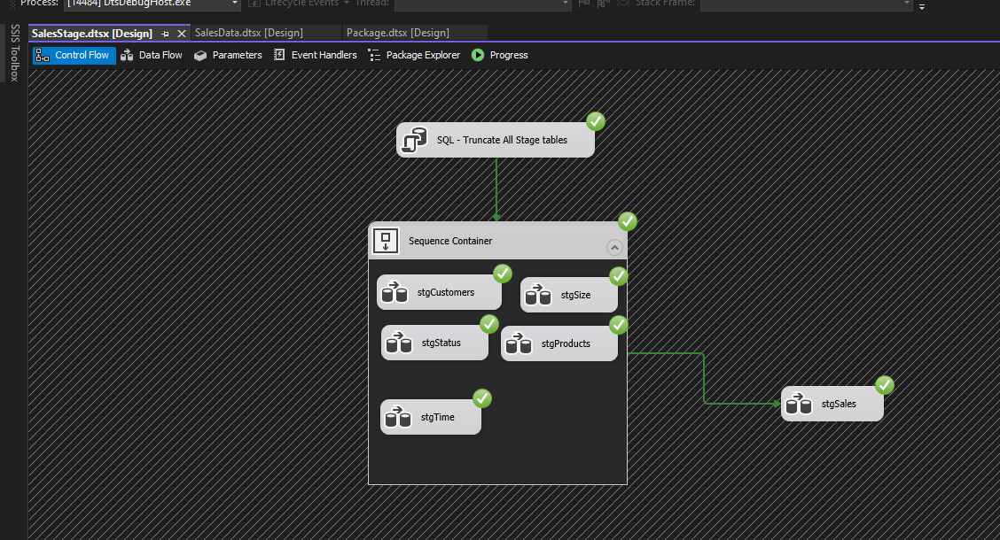 Process: [14484] DtsDebugHost.exe Lifecycle Events Thread: Stack Frame:
SSIS Toolbox
SalesStage.dtsx [Design] SalesData.dtsx [Design] Package.dtsx [Design]
Control Flow Data Flow Parameters Event Handlers Package Explorer Progress
SQL - Truncate All Stage tables
Sequence Container
stgCustomers
stgSize
stgStatus
stgProducts
stgTime
stgSales